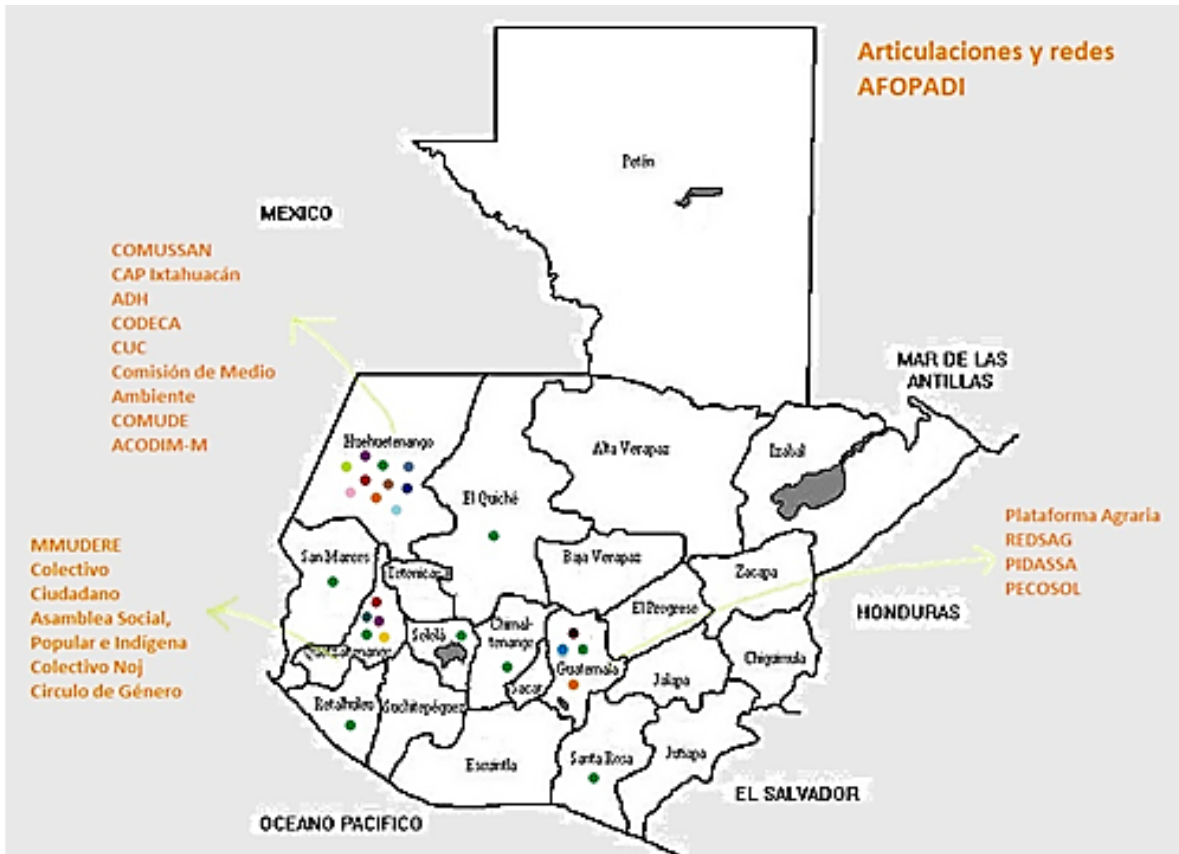 Articulaciones y redes
AFOPADI
Petén
MEXICO
COMUSSAN
CAP Ixtahuacán
ADH
CODECA
CUC
Comisión de Medio
Ambiente
COMUDE
ACODIM-M
MAR DE LAS
ANTILLAS
Huehuetenango
Alta Verapaz
Izabal
El Quiché
Plataforma Agraria
REDSAG
PIDASSA
PECOSOL
MMUDERE
Colectivo
Ciudadano
Asamblea Social,
Popular e Indígena
Colectivo Noj
Circulo de Género
San Marcos
Baja Verapaz
Zacapa
El Progreso
HONDURAS
Sololá
Chimal-
tenango
Guatemala
Chiquimula
Jalapa
Sacat.
Retalhuleu
Suchitepéquez
Escuintla
Santa Rosa
Jutiapa
EL SALVADOR
OCEANO PACIFICO